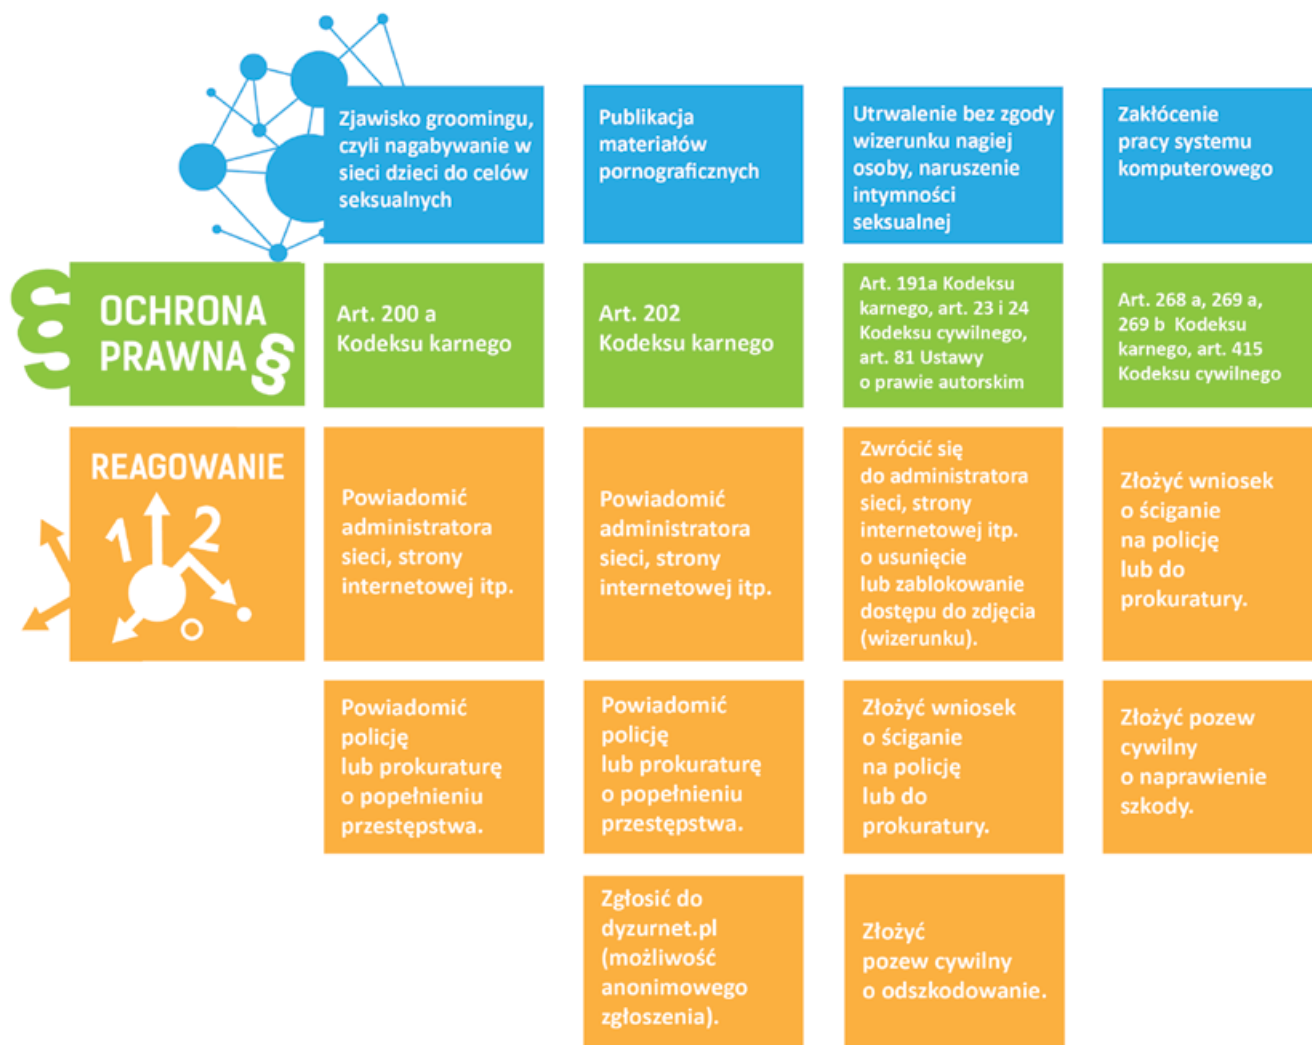 Zjawisko groomingu,
czyli nagabywanie w
sieci dzieci do celów
seksualnych
Publikacja
materiałów
pornograficznych
Utrwalenie bez zgody
wizerunku nagiej
osoby, naruszenie
intymności
seksualnej
Zakłócenie
pracy systemu
komputerowego
§ OCHRONA
PRAWNA §
Art. 200 a
Kodeksu karnego
Art. 202
Kodeksu karnego
Art. 191a Kodeksu
karnego, art. 23 i 24
Kodeksu cywilnego,
art. 81 Ustawy
o prawie autorskim
Art. 268 a, 269 a,
269 b Kodeksu
karnego, art. 415
Kodeksu cywilnego
REAGOWANIE
1 2
Powiadomić
administratora
sieci, strony
internetowej itp.
Powiadomić
administratora
sieci, strony
internetowej itp.
Zwrócić się
do administratora
sieci, strony
internetowej itp.
o usunięcie
lub zablokowanie
dostępu do zdjęcia
(wizerunku).
Złożyć wniosek
o ściganie
na policję
lub do
prokuratury.
Powiadomić
policję
lub prokuraturę
o popełnieniu
przestępstwa.
Powiadomić
policję
lub prokuraturę
o popełnieniu
przestępstwa.
Złożyć wniosek
o ściganie
na policję
lub do
prokuratury.
Złożyć pozew
cywilny
o naprawienie
szkody.
Zgłosić do
dyzurnet.pl
(możliwość
anonimowego
zgłoszenia).
Złożyć
pozew cywilny
o odszkodowanie.